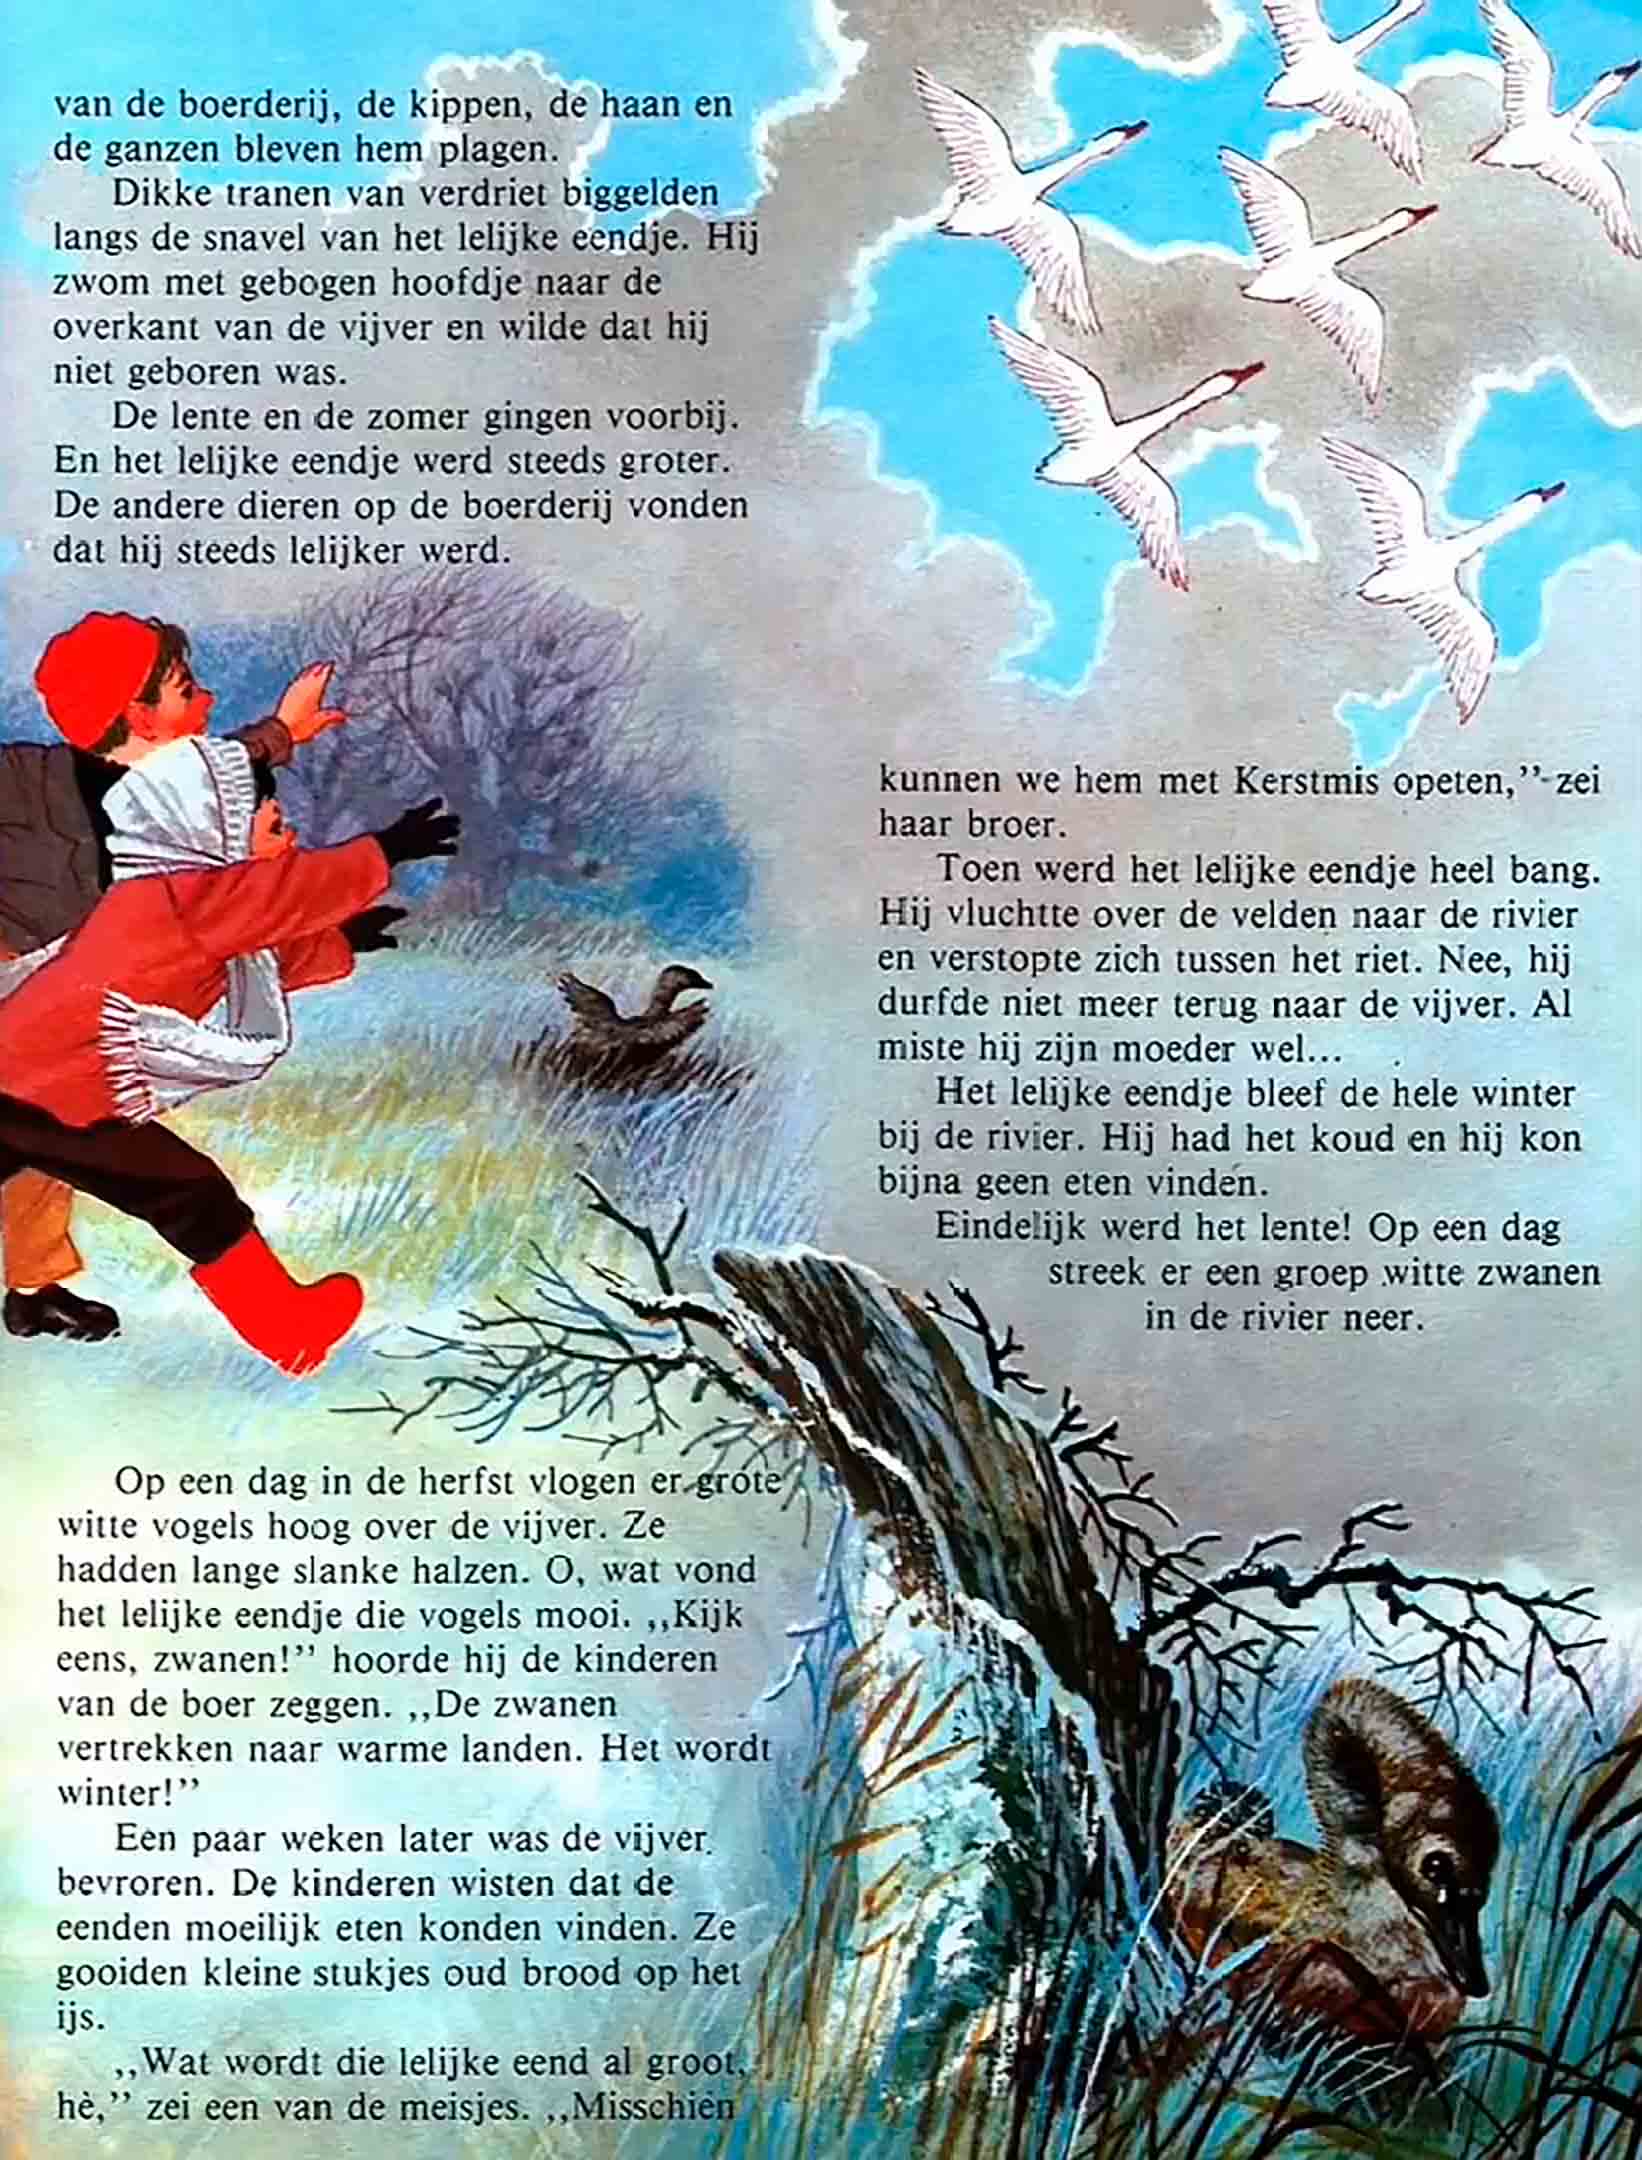 van de boerderij, de kippen, de haan en
de ganzen bleven hem plagen.
Dikke tranen van verdriet biggelden
langs de snavel van het lelijke eendje. Hij
zwom met gebogen hoofdje naar de
overkant van de vijver en wilde dat hij
niet geboren was.
De lente en de zomer gingen voorbij.
En het lelijke eendje werd steeds groter.
De andere dieren op de boerderij vonden
dat hij steeds lelijker werd.
Op een dag in de herfst vlogen er grote
witte vogels hoog over de vijver. Ze
hadden lange slanke halzen. O, wat vond
het lelijke eendje die vogels mooi. ,,Kijk
eens, zwanen!’’ hoorde hij de kinderen
van de boer zeggen. ,,De zwanen
vertrekken naar warme landen. Het wordt
winter!’’
Een paar weken later was de vijver
bevroren. De kinderen wisten dat de
eenden moeilijk eten konden vinden. Ze
gooiden kleine stukjes oud brood op het
ijs.
,,Wat wordt die lelijke eend al groot,
hè,’’ zei een van de meisjes. ,,Misschien
kunnen we hem met Kerstmis opeten,’’ zei
haar broer.
Toen werd het lelijke eendje heel bang.
Hij vluchtte over de velden naar de rivier
en verstopte zich tussen het riet. Nee, hij
durfde niet meer terug naar de vijver. Al
miste hij zijn moeder wel...
Het lelijke eendje bleef de hele winter
bij de rivier. Hij had het koud en hij kon
bijna geen eten vinden.
Eindelijk werd het lente! Op een dag
streek er een groep witte zwanen
in de rivier neer.